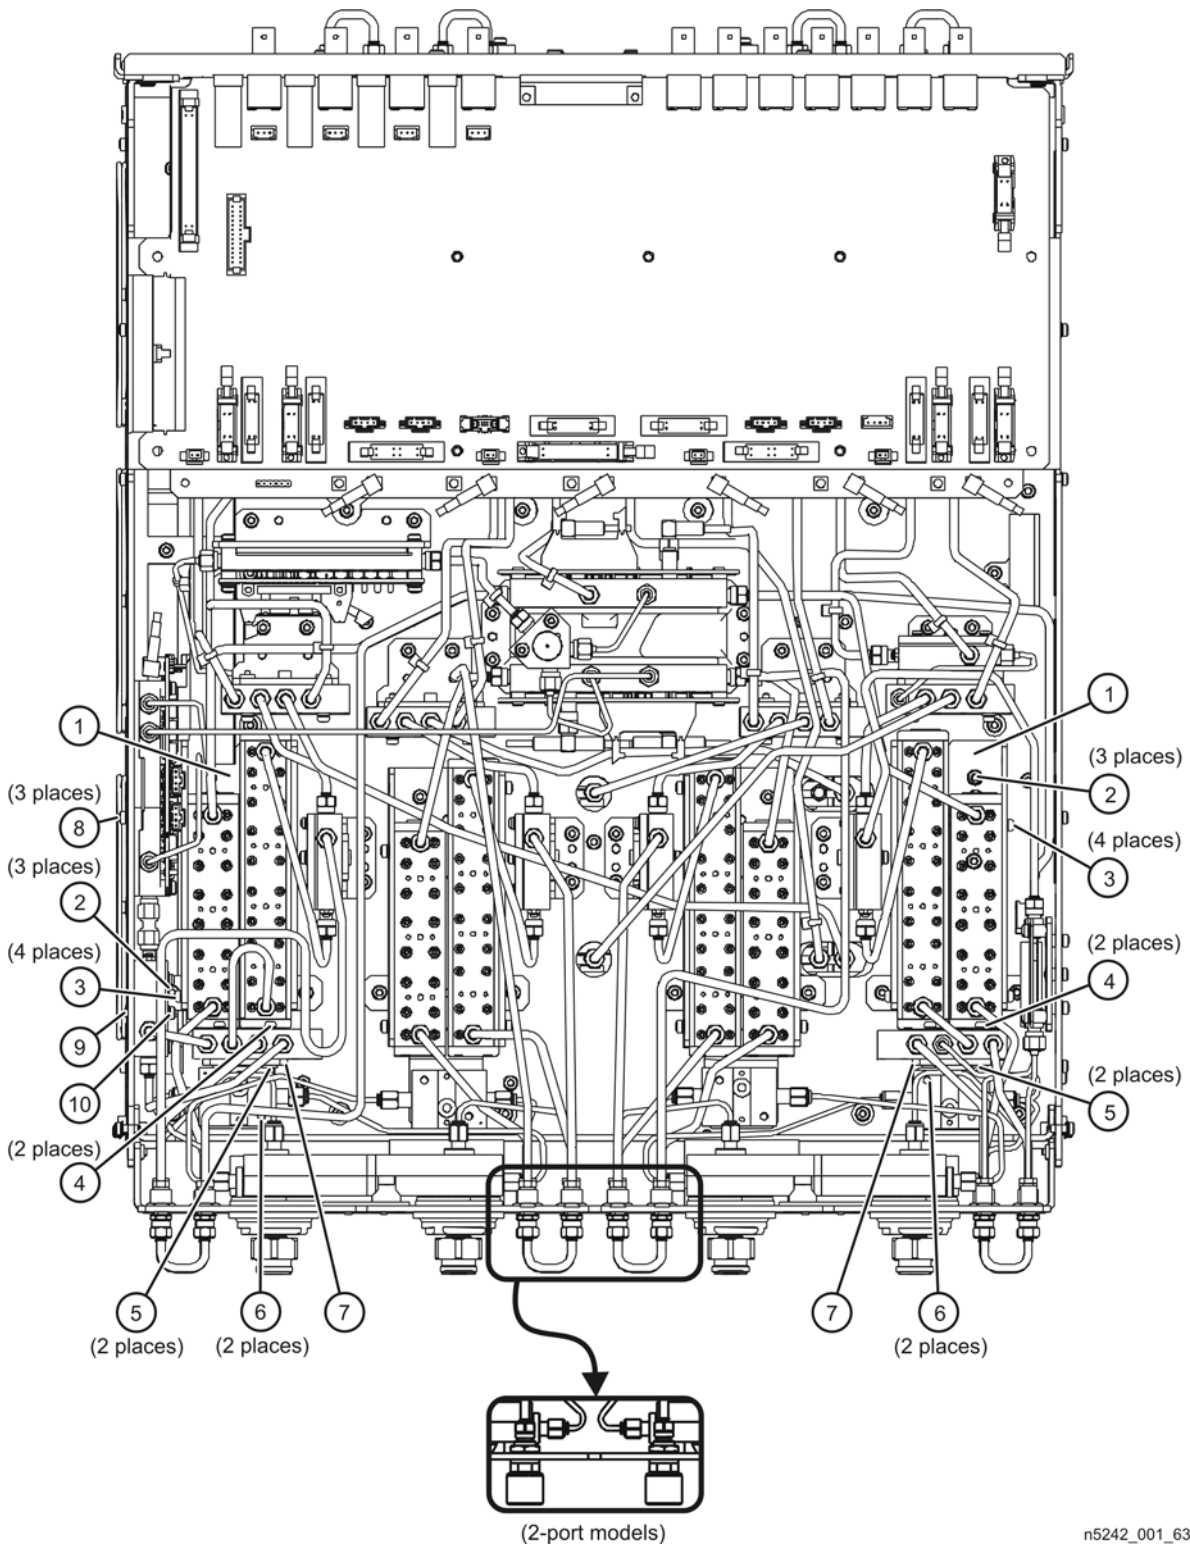 1
(3 places)
8
(3 places)
2
(4 places)
3
9
10
(2 places)
4
1
(3 places)
2
(4 places)
3
(2 places)
4
(2 places)
5
5
(2 places)
6
(2 places)
7
7
6
(2 places)
(2-port models)
n5242_001_63